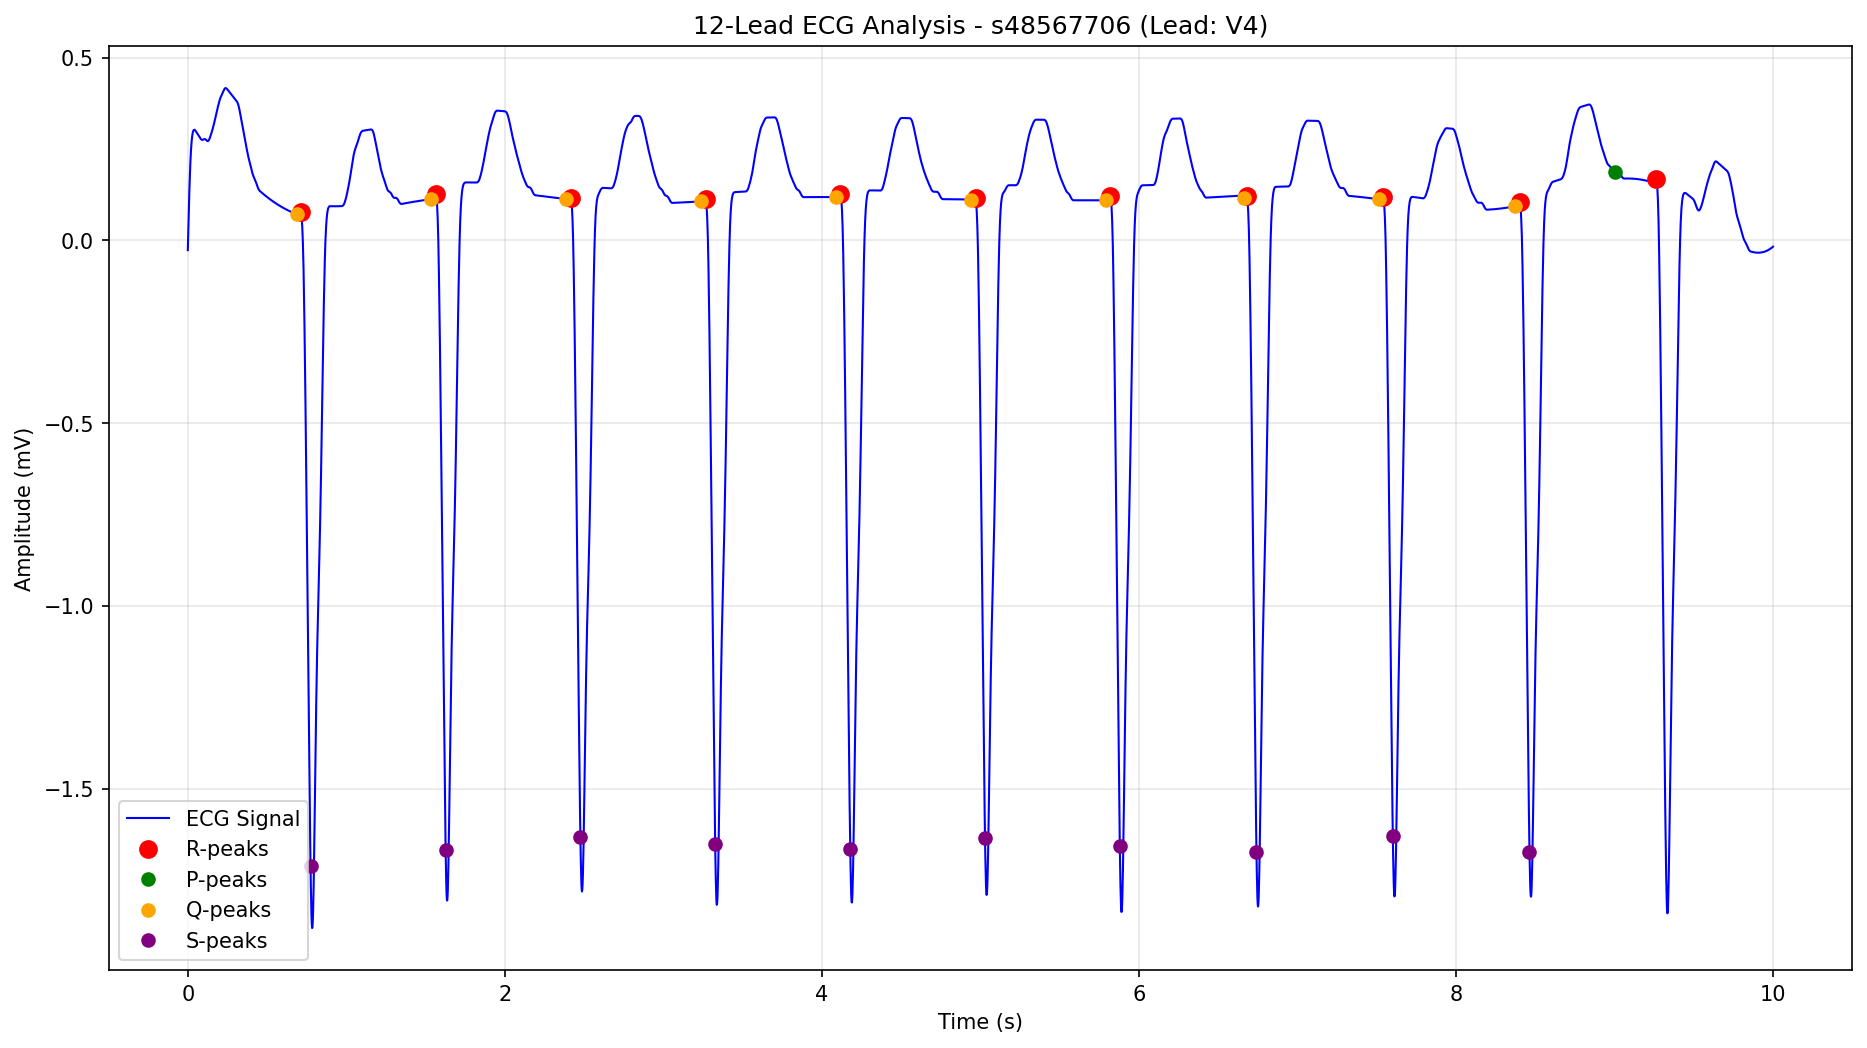 12-Lead ECG Analysis - s48567706 (Lead: V4)
Amplitude (mV)
0.5
0.0
−0.5
−1.0
−1.5
ECG Signal
R-peaks
P-peaks
Q-peaks
S-peaks
0 2 4 6 8 10
Time (s)